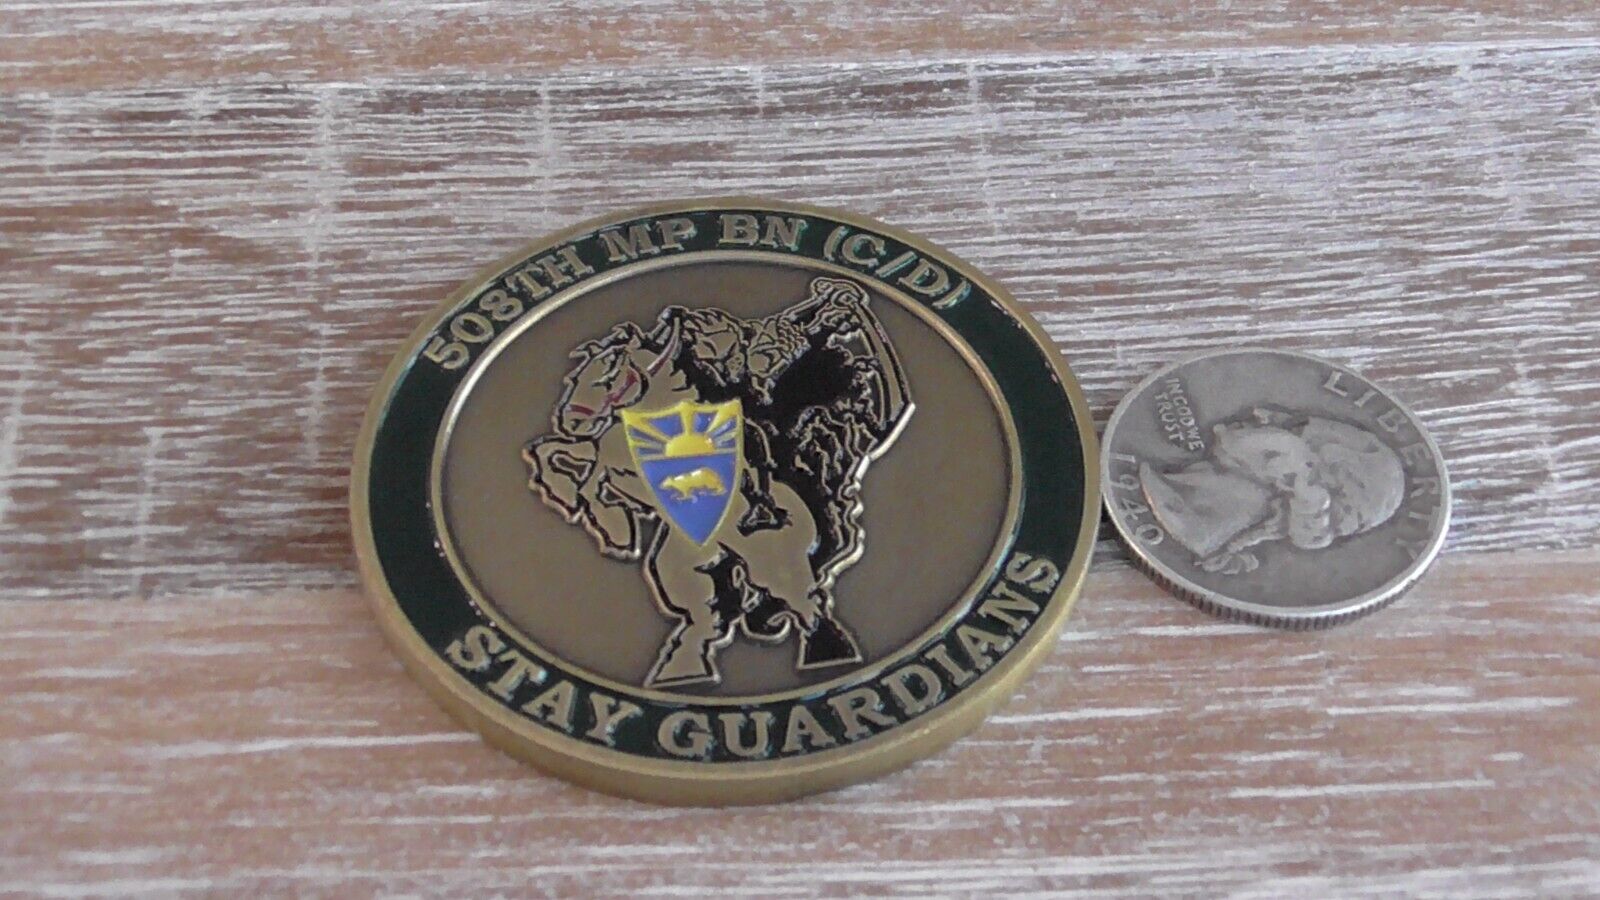 508TH MP BN (C/D)
STAY GUARDIANS
LIBERTY
IN GOD WE
TRUST
1940